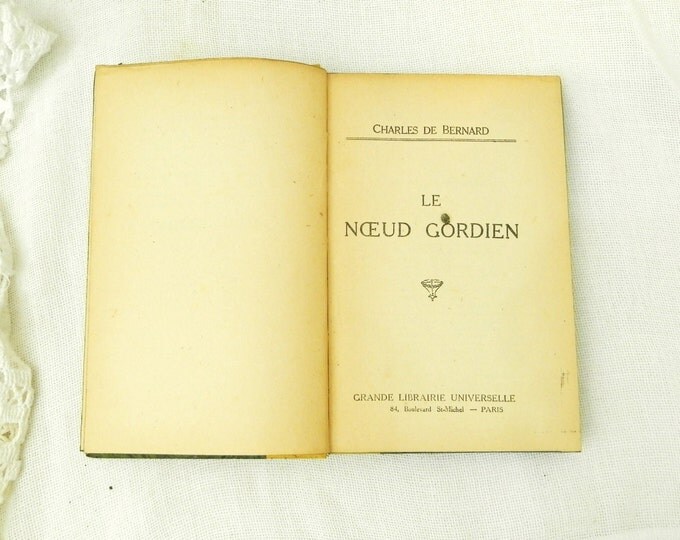 CHARLES DE BERNARD
LE
NŒUD GORDIEN
GRANDE LIBRAIRIE UNIVERSELLE
84, Boulevard St-Michel — PARIS